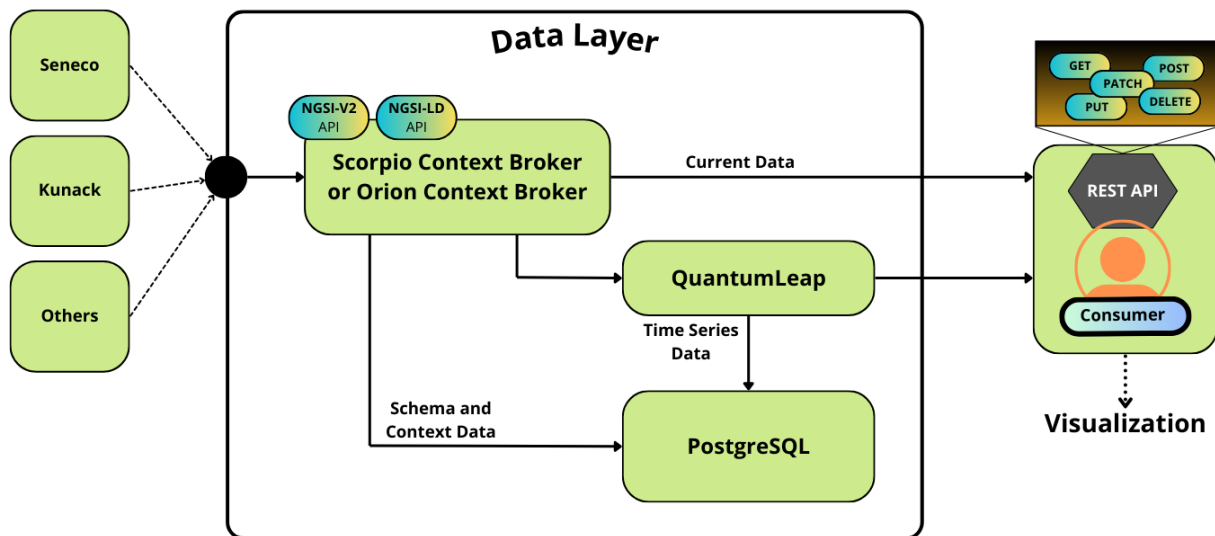 Data Layer
Seneco
Kunack
Others
NGSI-V2
API
NGSI-LD
API
Scorpio Context Broker
or Orion Context Broker
Current Data
QuantumLeap
Time Series
Data
Schema and
Context Data
PostgreSQL
GET
POST
PATCH
PUT
DELETE
REST API
Consumer
Visualization